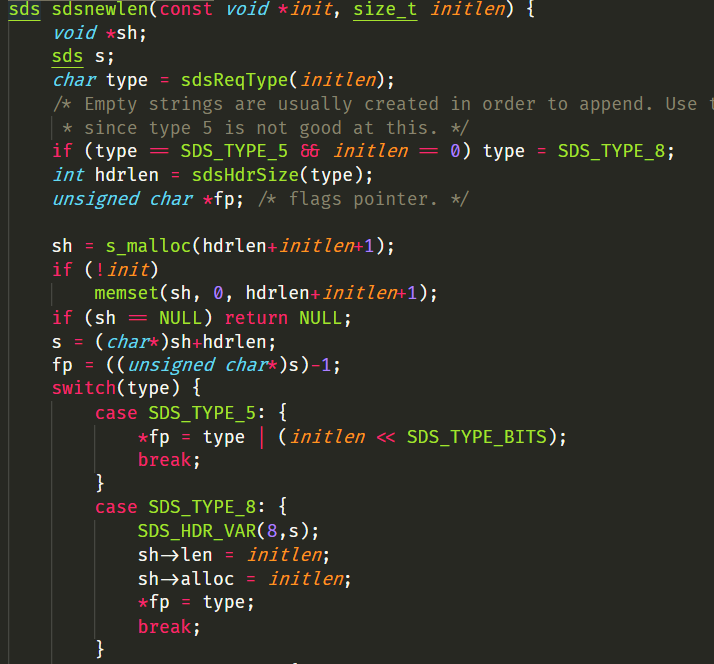 sds sdsnewlen(const void *init, size_t initlen) {
    void *sh;
    sds s;
    char type = sdsReqType(initlen);
    /* Empty strings are usually created in order to append. Use
     * since type 5 is not good at this. */
    if (type == SDS_TYPE_5 && initlen == 0) type = SDS_TYPE_8;
    int hdrlen = sdsHdrSize(type);
    unsigned char *fp; /* flags pointer. */

    sh = s_malloc(hdrlen+initlen+1);
    if (!init)
        memset(sh, 0, hdrlen+initlen+1);
    if (sh == NULL) return NULL;
    s = (char*)sh+hdrlen;
    fp = ((unsigned char*)s)-1;
    switch(type) {
        case SDS_TYPE_5: {
            *fp = type | (initlen << SDS_TYPE_BITS);
            break;
        }
        case SDS_TYPE_8: {
            SDS_HDR_VAR(8,s);
            sh->len = initlen;
            sh->alloc = initlen;
            *fp = type;
            break;
        }